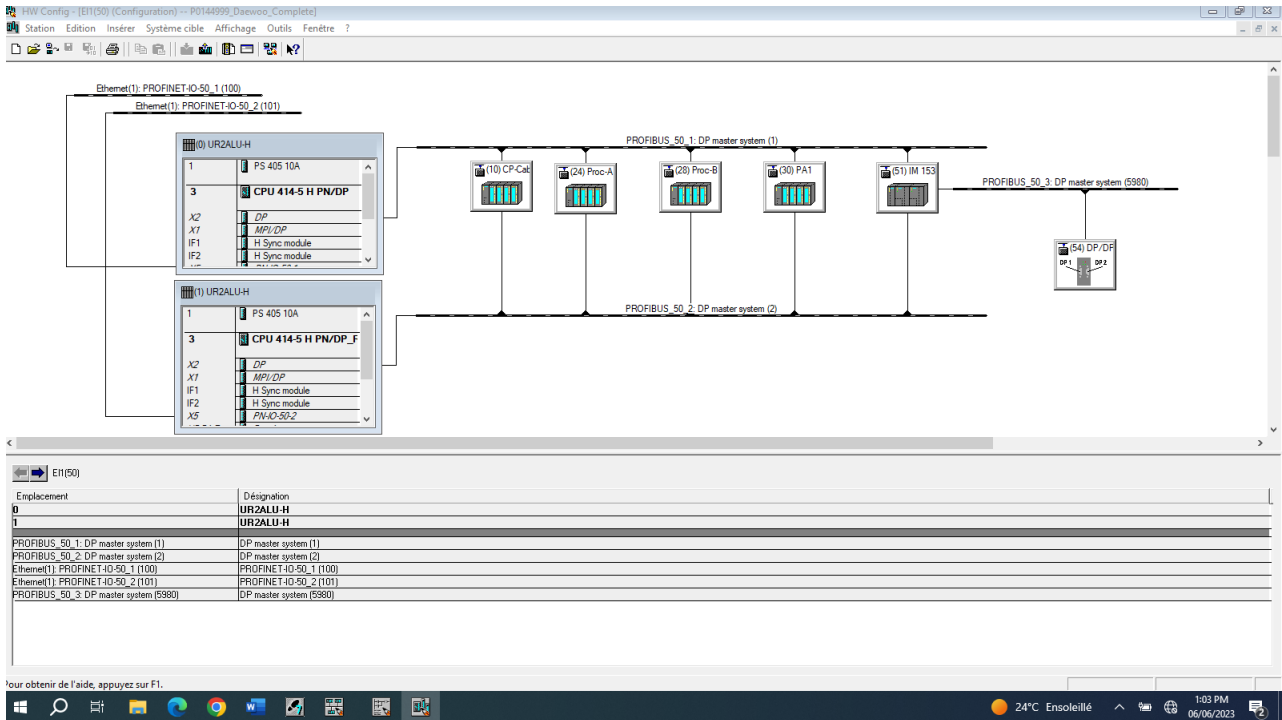 HW Config - [EI1(50) (Configuration) -- P0144999_Daewoo_Complete]
Station Edition Insérer Système cible Affichage Outils Fenêtre ?
Ethernet(1): PROFINET-IO-50_1 (100)
Ethernet(1): PROFINET-IO-50_2 (101)
(0) UR2ALU-H
1 PS 405 10A
3 CPU 414-5 H PN/DP
X2 DP
X1 MPI/DP
IF1 H Sync module
IF2 H Sync module
(1) UR2ALU-H
1 PS 405 10A
3 CPU 414-5 H PN/DP_F
X2 DP
X1 MPI/DP
IF1 H Sync module
IF2 H Sync module
X5 PN-IO-50-2
PROFIBUS_50_1: DP master system (1)
(10) CP-Cab
(24) Proc-A
(28) Proc-B
(30) PA1
(51) IM 153
PROFIBUS_50_3: DP master system (5980)
(54) DP/DP
DP1 DP2
PROFIBUS_50_2: DP master system (2)
EI1(50)
Emplacement Désignation
0 UR2ALU-H
1 UR2ALU-H
PROFIBUS_50_1: DP master system (1) DP master system (1)
PROFIBUS_50_2: DP master system (2) DP master system (2)
Ethernet(1): PROFINET-IO-50_1 (100) PROFINET-IO-50_1 (100)
Ethernet(1): PROFINET-IO-50_2 (101) PROFINET-IO-50_2 (101)
PROFIBUS_50_3: DP master system (5980) DP master system (5980)
Pour obtenir de l'aide, appuyez sur F1.
24°C Ensoleillé
1:03 PM
06/06/2023
2